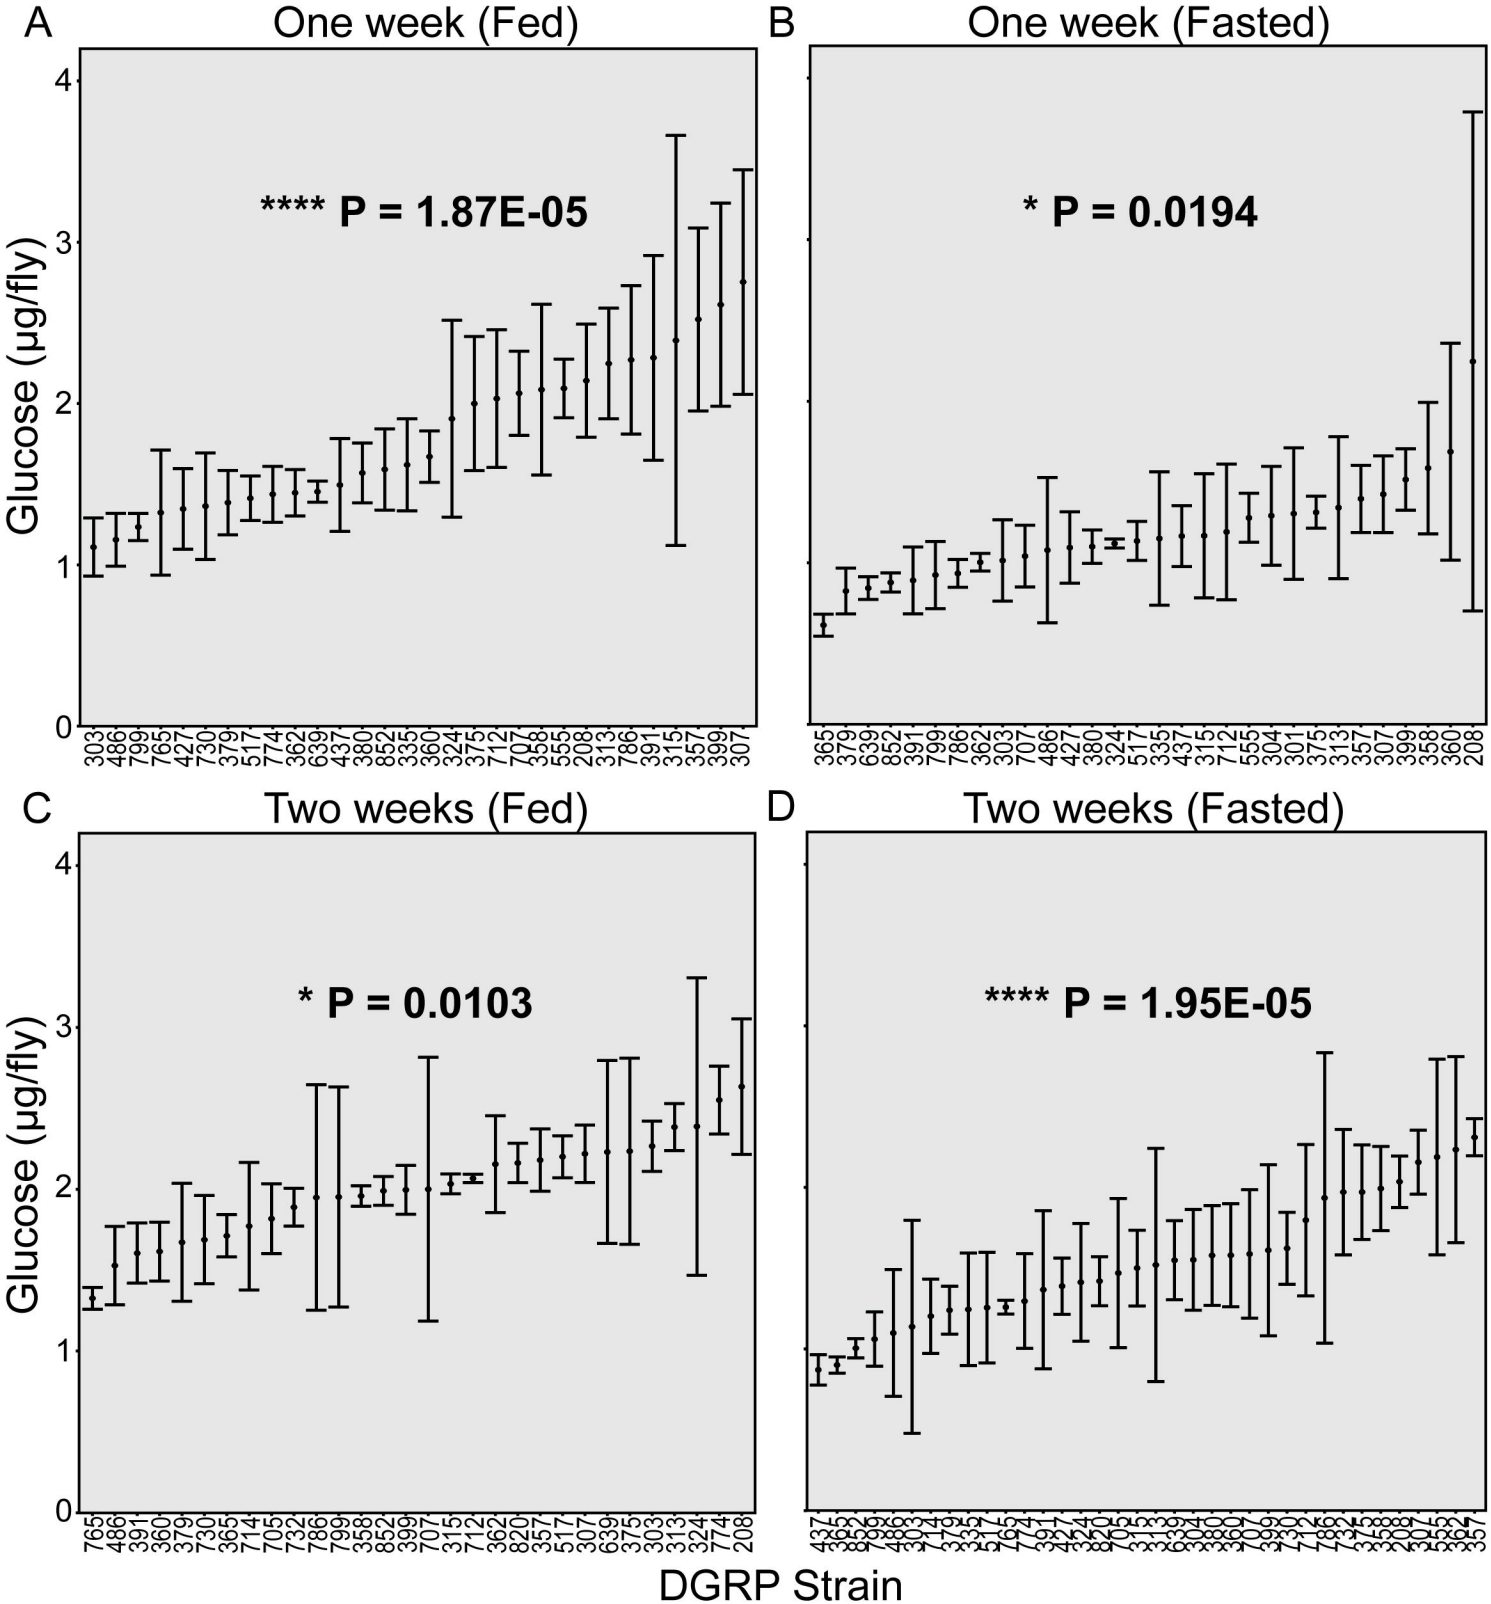 A
One week (Fed)
B
One week (Fasted)
Glucose (µg/fly)
4
3
2
1
0
**** P = 1.87E-05
* P = 0.0194
303 486 799 765 427 730 379 517 774 362 639 437 380 852 335 360 324 375 712 707 358 555 208 313 786 391 315 357 399 307
365 379 639 852 391 799 786 362 303 707 486 427 380 324 517 335 437 315 712 555 304 301 375 313 357 307 399 358 360 208
C
Two weeks (Fed)
D
Two weeks (Fasted)
Glucose (µg/fly)
4
3
2
1
0
* P = 0.0103
**** P = 1.95E-05
765 486 391 360 379 730 365 714 705 732 786 799 358 852 399 707 315 712 362 820 357 517 307 639 375 303 313 324 774 208
437 365 852 799 486 303 714 379 335 517 765 774 391 427 324 820 705 315 313 639 304 380 360 707 399 730 712 786 732 375 358 208 307 555 362 357
DGRP Strain